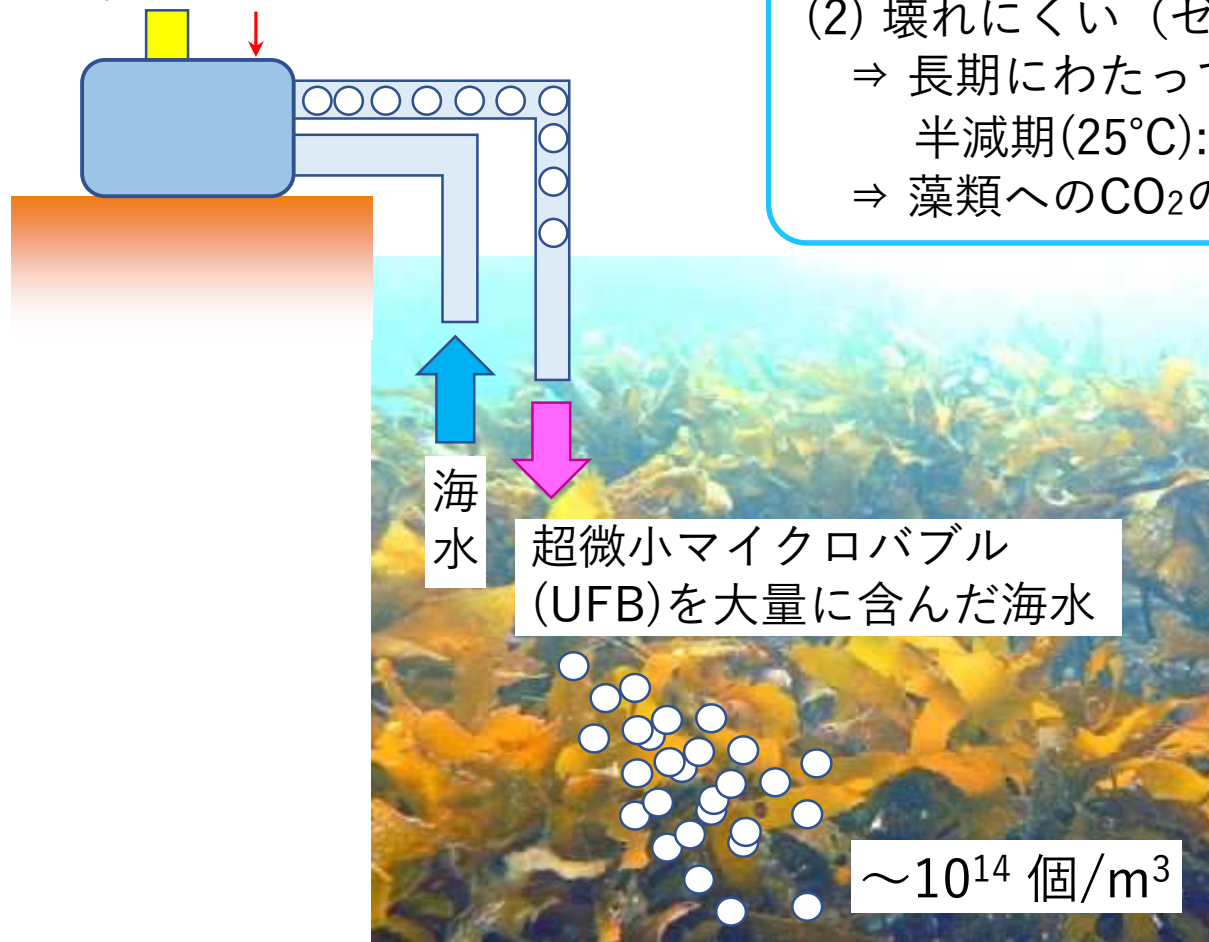 (2) 壊れにくい（ゼ
⇒ 長期にわたって
半減期(25°C):
⇒ 藻類へのCO₂の
海
水
超微小マイクロバブル
(UFB)を大量に含んだ海水
～10¹⁴ 個/m³